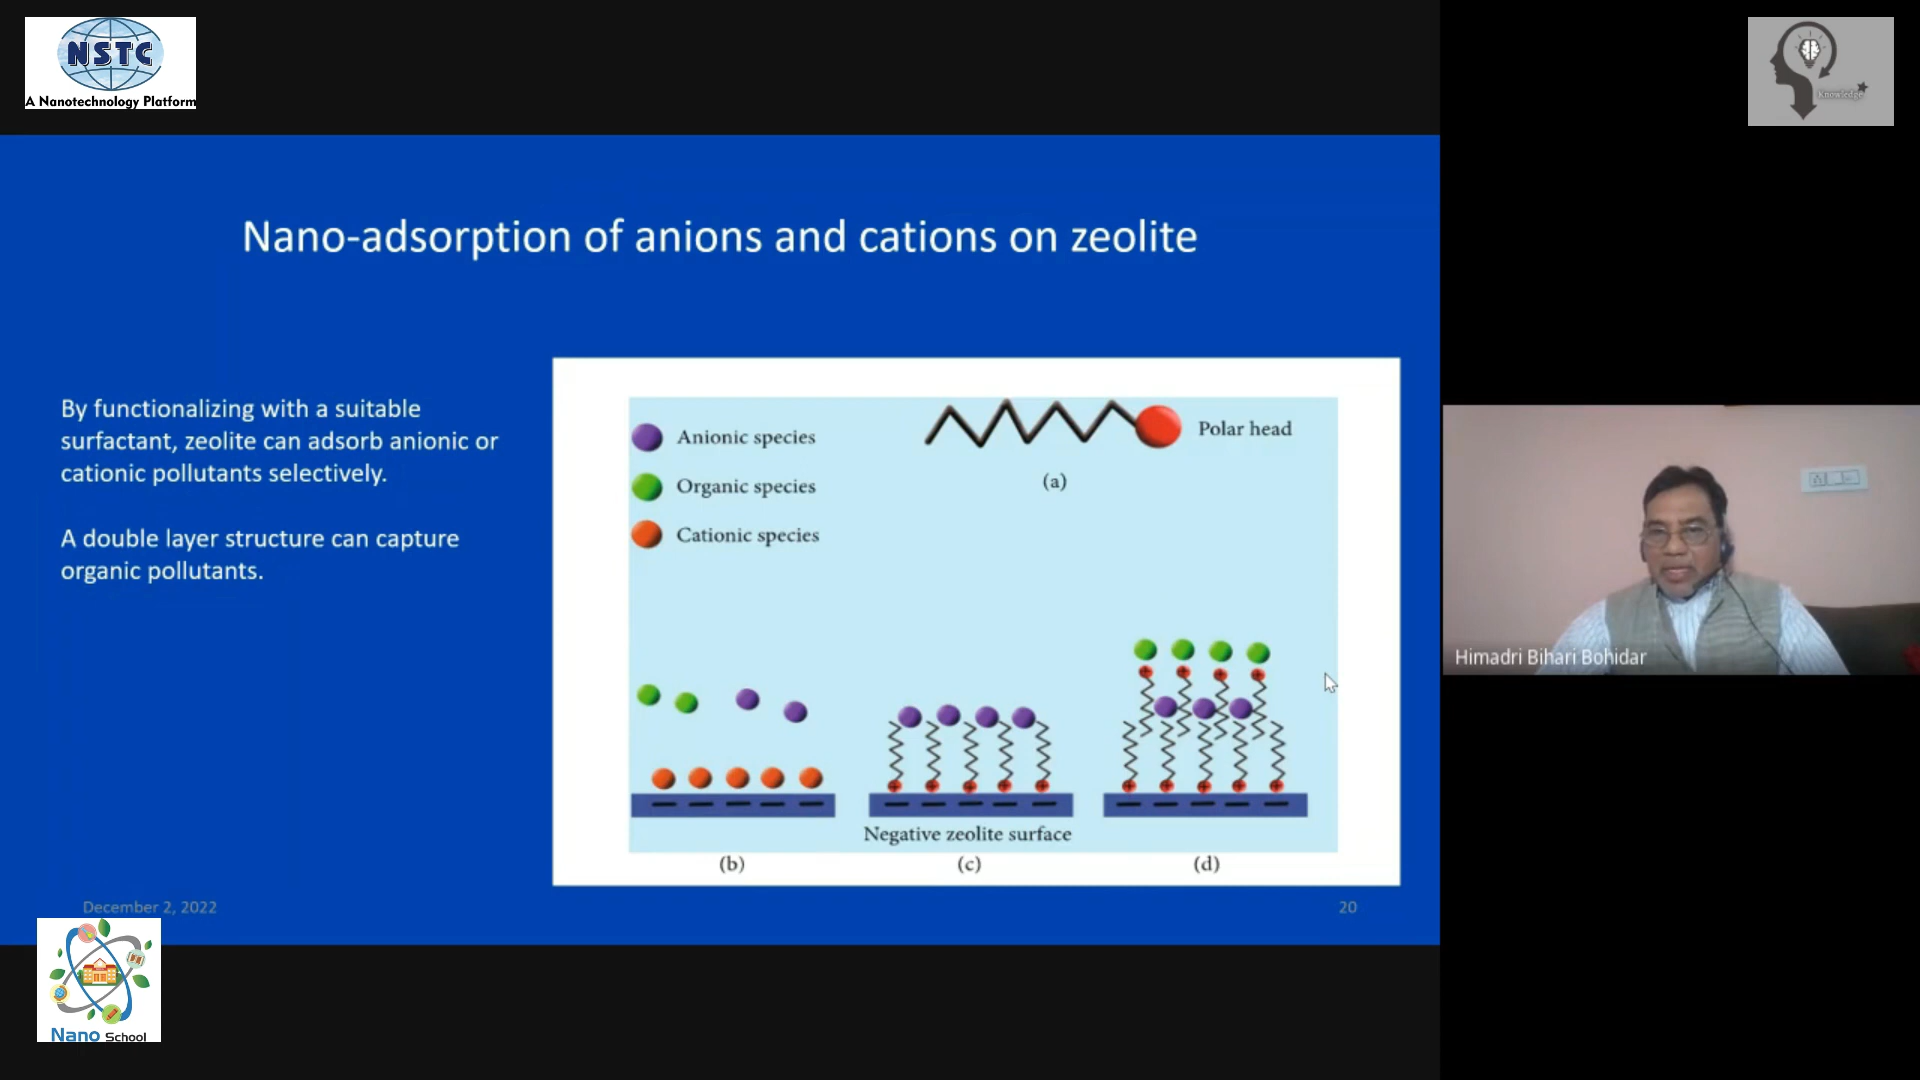 NSTC
A Nanotechnology Platform
Knowledge
Nano-adsorption of anions and cations on zeolite
By functionalizing with a suitable
surfactant, zeolite can adsorb anionic or
cationic pollutants selectively.
A double layer structure can capture
organic pollutants.
Anionic species
Organic species
Cationic species
Polar head
(a)
Negative zeolite surface
(b)
(c)
(d)
Himadri Bihari Bohidar
December 2, 2022
20
Nano School